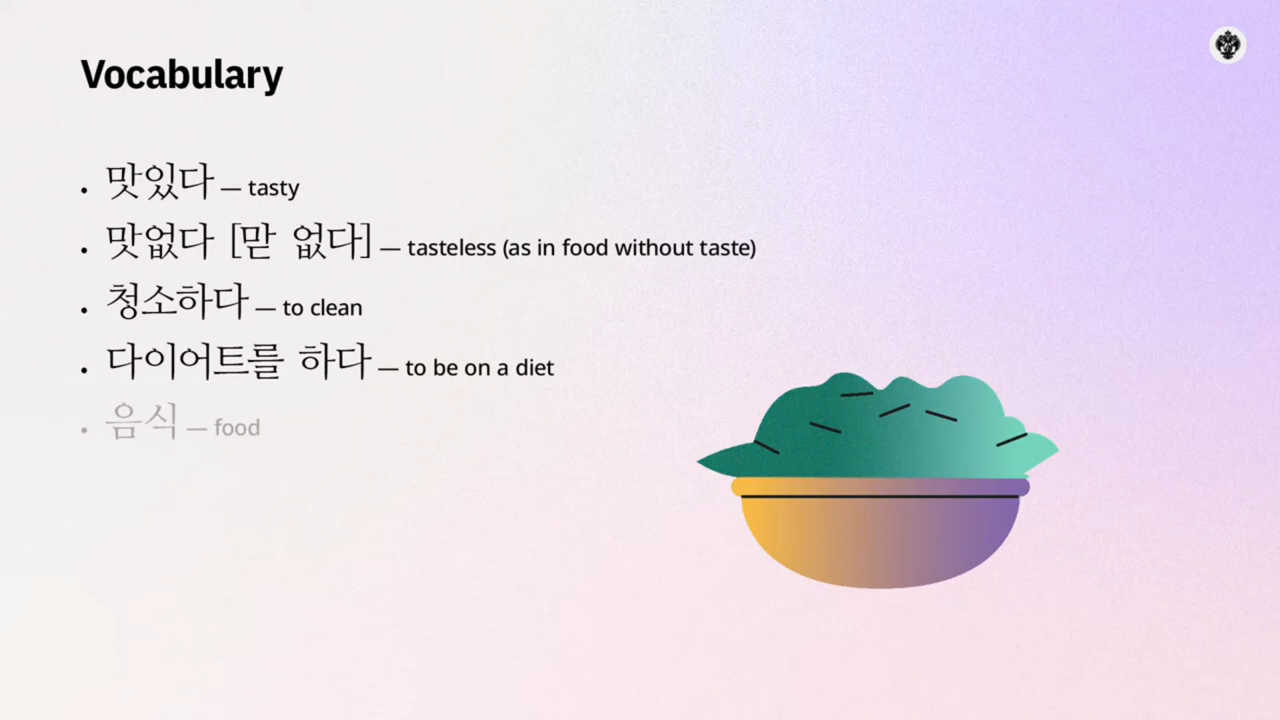 Vocabulary
• 맛있다 — tasty
• 맛없다 [맏 없다] — tasteless (as in food without taste)
• 청소하다 — to clean
• 다이어트를 하다 — to be on a diet
• 음식 — food